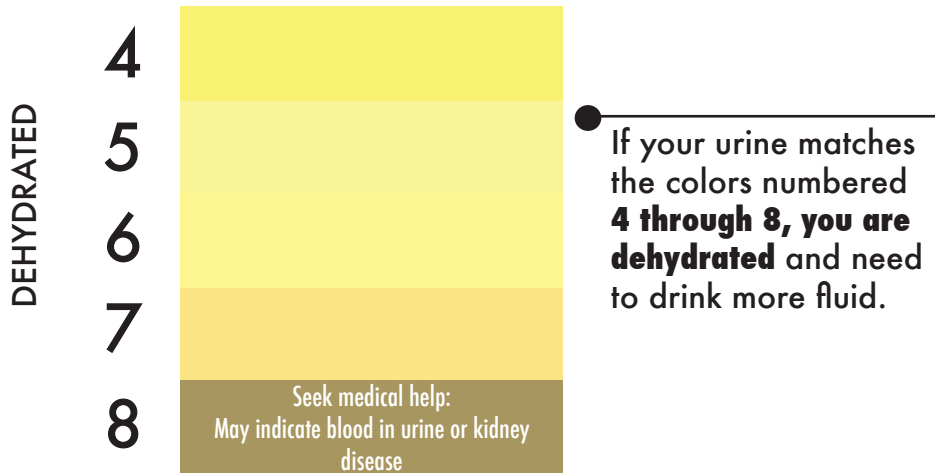 DEHYDRATED
4
5
6
7
8
Seek medical help:
May indicate blood in urine or kidney
disease
If your urine matches
the colors numbered
4 through 8, you are
dehydrated and need
to drink more fluid.